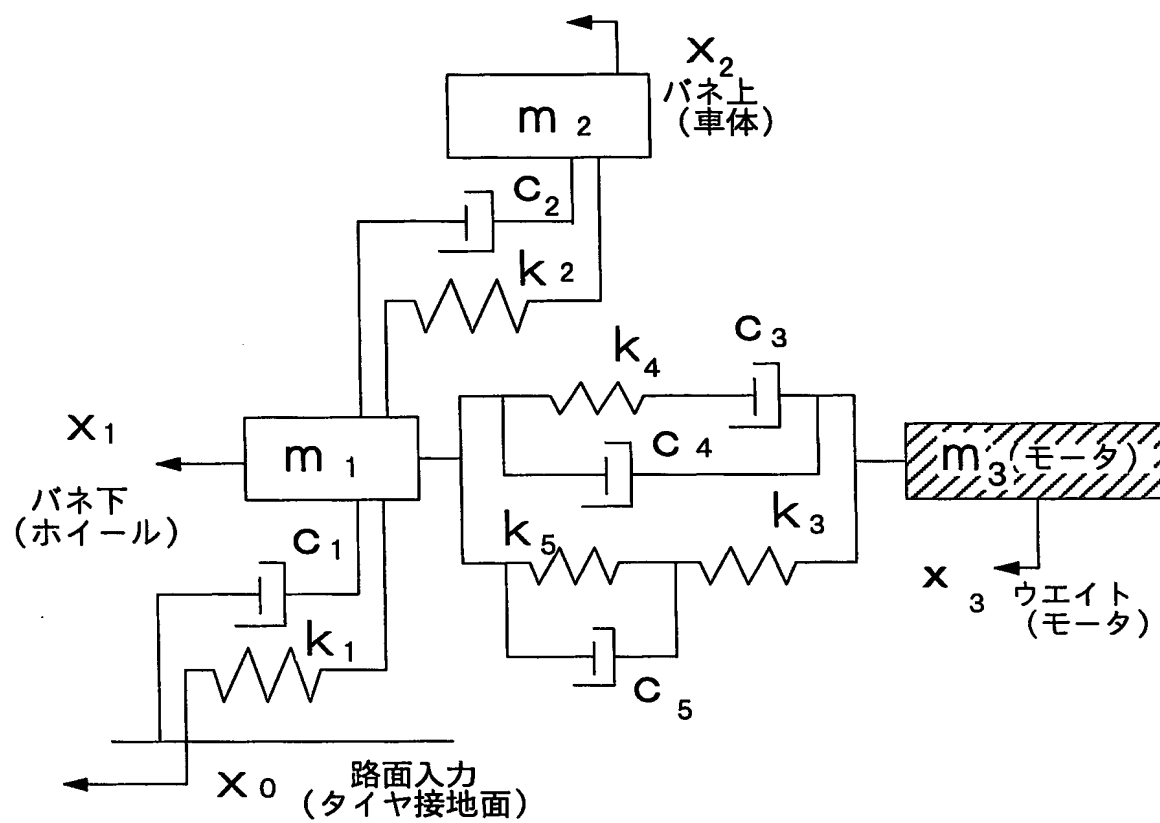 x2
バネ上
(車体)
m2
c2
k2
c3
k4
x1
m1
c4
m3(モータ)
バネ下
(ホイール)
k5
k3
c1
x3
ウエイト
(モータ)
k1
c5
x0
路面入力
(タイヤ接地面)